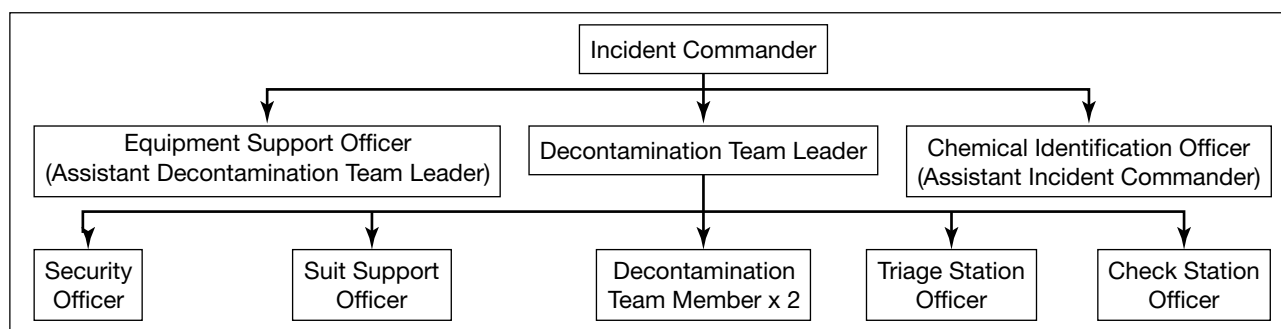 Incident Commander
Equipment Support Officer
(Assistant Decontamination Team Leader)
Decontamination Team Leader
Chemical Identification Officer
(Assistant Incident Commander)
Security
Officer
Suit Support
Officer
Decontamination
Team Member x 2
Triage Station
Officer
Check Station
Officer